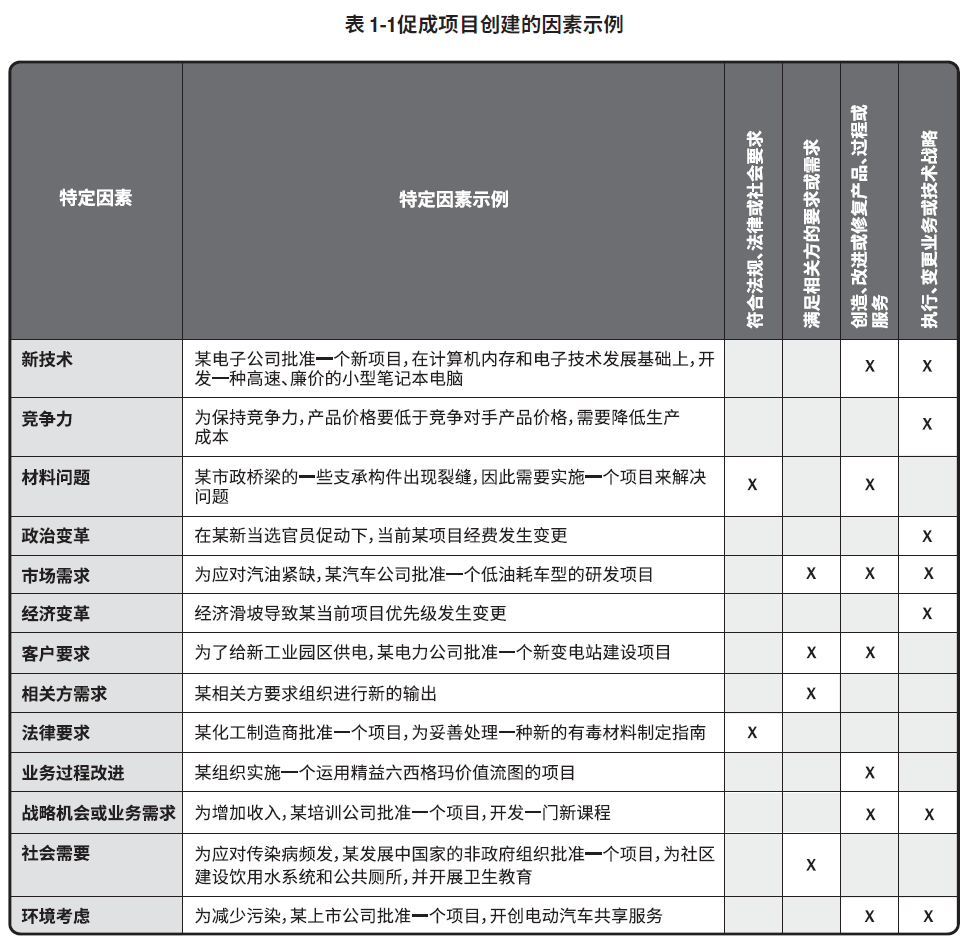 表 1-1促成项目创建的因素示例
特定因素
特定因素示例
符合法规、法律或社会要求
满足相关方的要求或需求
创造、改进或修复产品、过程或
服务
执行、变更业务或技术战略
新技术
某电子公司批准一个新项目，在计算机内存和电子技术发展基础上，开
发一种高速、廉价的小型笔记本电脑
X
X
竞争力
为保持竞争力，产品价格要低于竞争对手产品价格，需要降低生产
成本
X
材料问题
某市政桥梁的一些支承构件出现裂缝，因此需要实施一个项目来解决
问题
X
X
政治变革
在某新当选官员促动下，当前某项目经费发生变更
X
市场需求
为应对汽油紧缺，某汽车公司批准一个低油耗车型的研发项目
X
X
X
经济变革
经济滑坡导致某当前项目优先级发生变更
X
客户要求
为了给新工业园区供电，某电力公司批准一个新变电站建设项目
X
X
相关方需求
某相关方要求组织进行新的输出
X
法律要求
某化工制造商批准一个项目，为妥善处理一种新的有毒材料制定指南
X
业务过程改进
某组织实施一个运用精益六西格玛价值流图的项目
X
战略机会或业务需求
为增加收入，某培训公司批准一个项目，开发一门新课程
X
X
社会需要
为应对传染病频发，某发展中国家的非政府组织批准一个项目，为社区
建设饮用水系统和公共厕所，并开展卫生教育
X
环境考虑
为减少污染，某上市公司批准一个项目，开创电动汽车共享服务
X
X